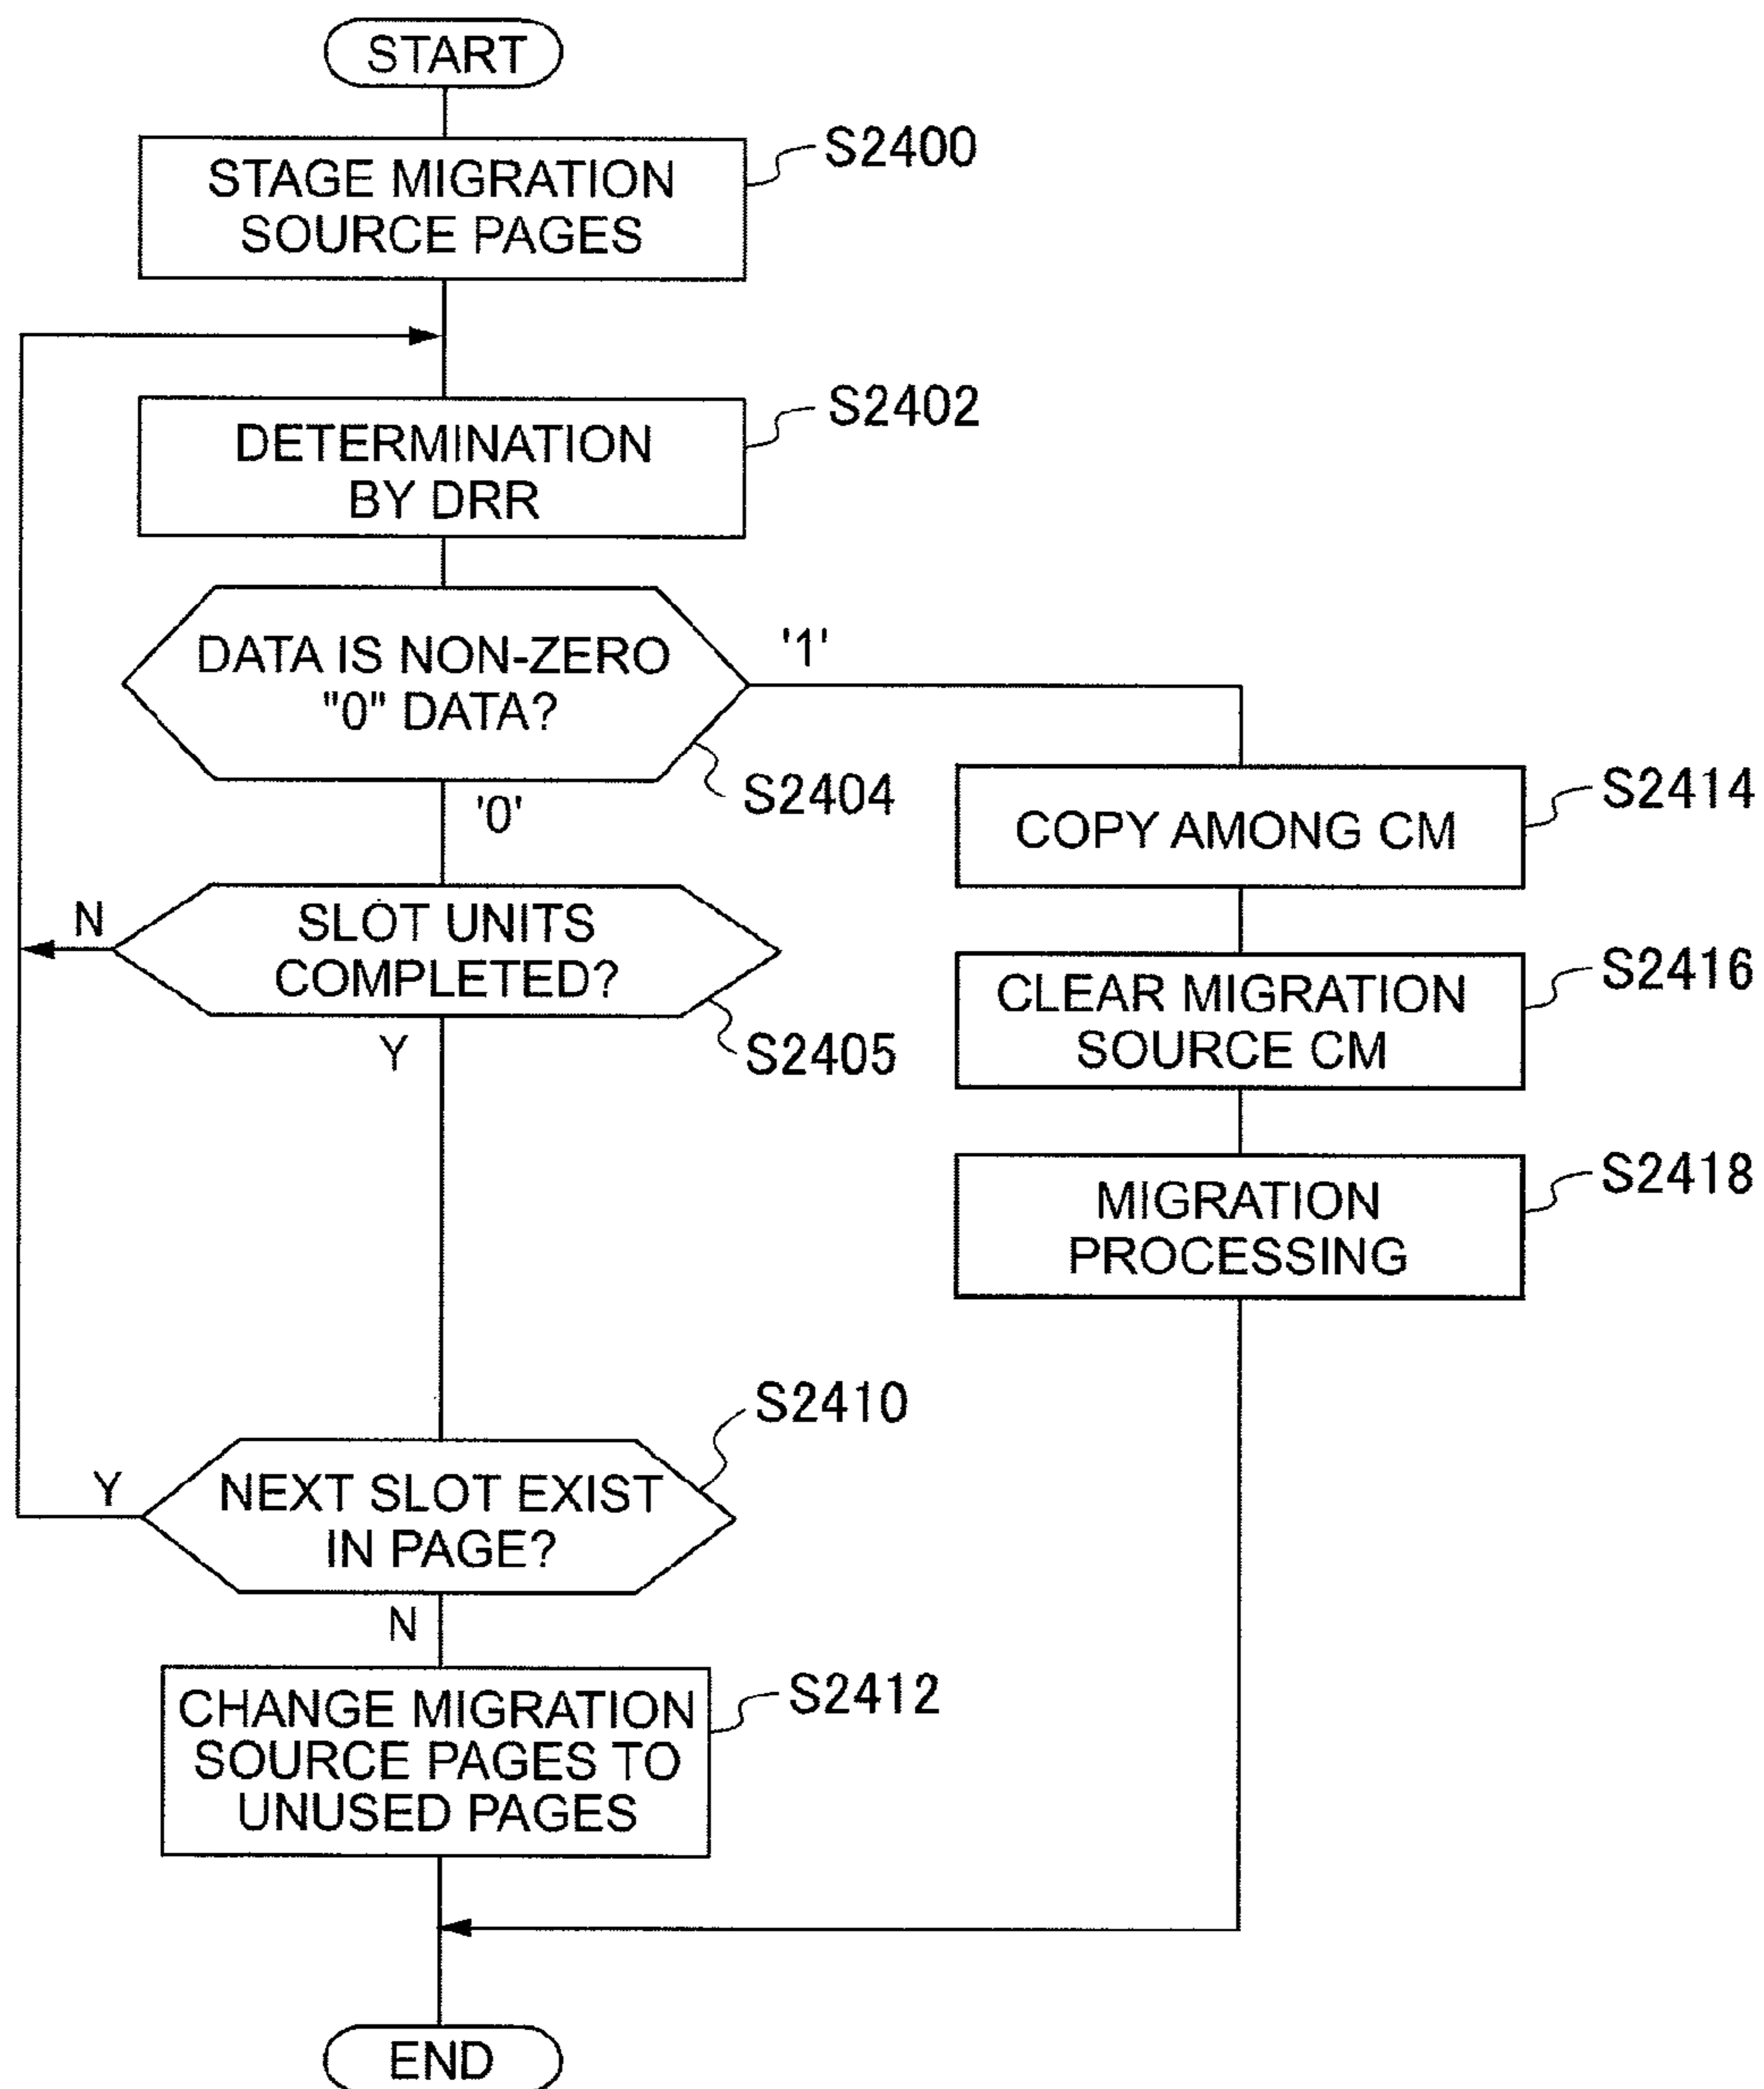 START
STAGE MIGRATION
SOURCE PAGES
S2400
DETERMINATION
BY DRR
S2402
DATA IS NON-ZERO
"0" DATA?
'1'
S2404
'0'
COPY AMONG CM
S2414
SLOT UNITS
COMPLETED?
N
S2405
Y
CLEAR MIGRATION
SOURCE CM
S2416
MIGRATION
PROCESSING
S2418
S2410
NEXT SLOT EXIST
IN PAGE?
Y
N
CHANGE MIGRATION
SOURCE PAGES TO
UNUSED PAGES
S2412
END